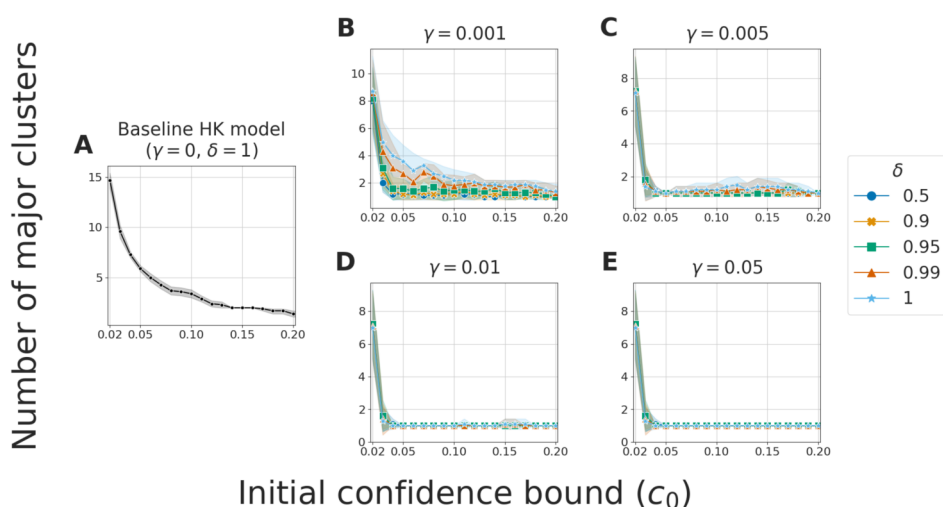 Number of major clusters
A
Baseline HK model
(γ = 0, δ = 1)
15
10
5
0.02 0.05 0.10 0.15 0.20
B
γ = 0.001
10
8
6
4
2
0.02 0.05 0.10 0.15 0.20
C
γ = 0.005
8
6
4
2
0.02 0.05 0.10 0.15 0.20
D
γ = 0.01
8
6
4
2
0
0.02 0.05 0.10 0.15 0.20
E
γ = 0.05
8
6
4
2
0
0.02 0.05 0.10 0.15 0.20
δ
0.5
0.9
0.95
0.99
1
Initial confidence bound (c₀)